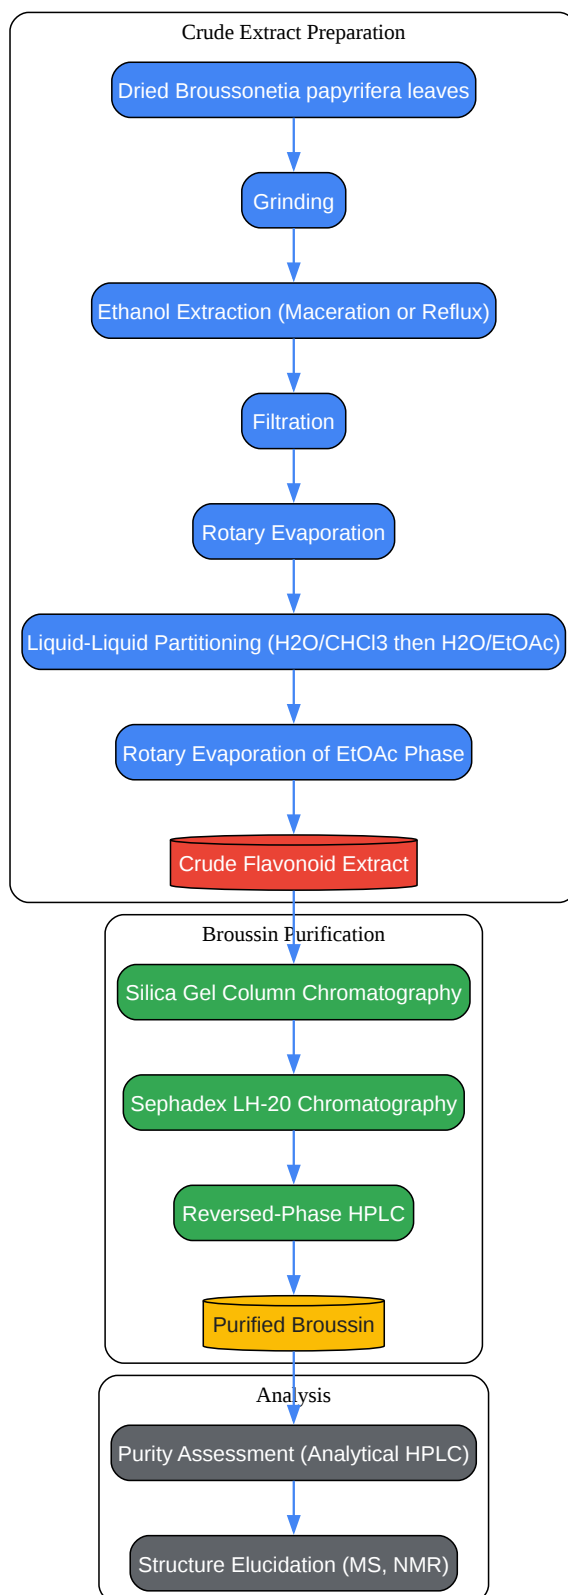 Crude Extract Preparation
Dried Broussonetia papyrifera leaves
Grinding
Ethanol Extraction (Maceration or Reflux)
Filtration
Rotary Evaporation
Liquid-Liquid Partitioning (H2O/CHCl3 then H2O/EtOAc)
Rotary Evaporation of EtOAc Phase
Crude Flavonoid Extract
Broussin Purification
Silica Gel Column Chromatography
Sephadex LH-20 Chromatography
Reversed-Phase HPLC
Purified Broussin
Analysis
Purity Assessment (Analytical HPLC)
Structure Elucidation (MS, NMR)